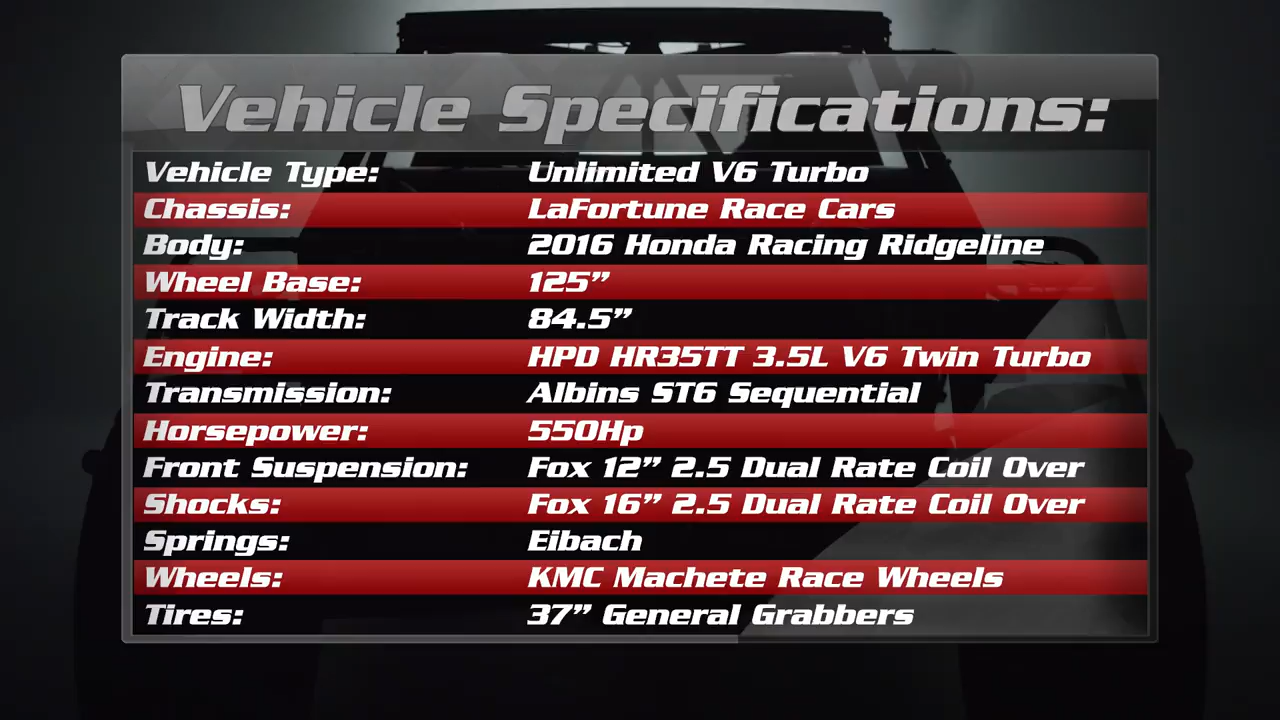 Vehicle Specifications:
Vehicle Type: Unlimited V6 Turbo
Chassis: LaFortune Race Cars
Body: 2016 Honda Racing Ridgeline
Wheel Base: 125”
Track Width: 84.5”
Engine: HPD HR35TT 3.5L V6 Twin Turbo
Transmission: Albins ST6 Sequential
Horsepower: 550Hp
Front Suspension: Fox 12” 2.5 Dual Rate Coil Over
Shocks: Fox 16” 2.5 Dual Rate Coil Over
Springs: Eibach
Wheels: KMC Machete Race Wheels
Tires: 37” General Grabbers